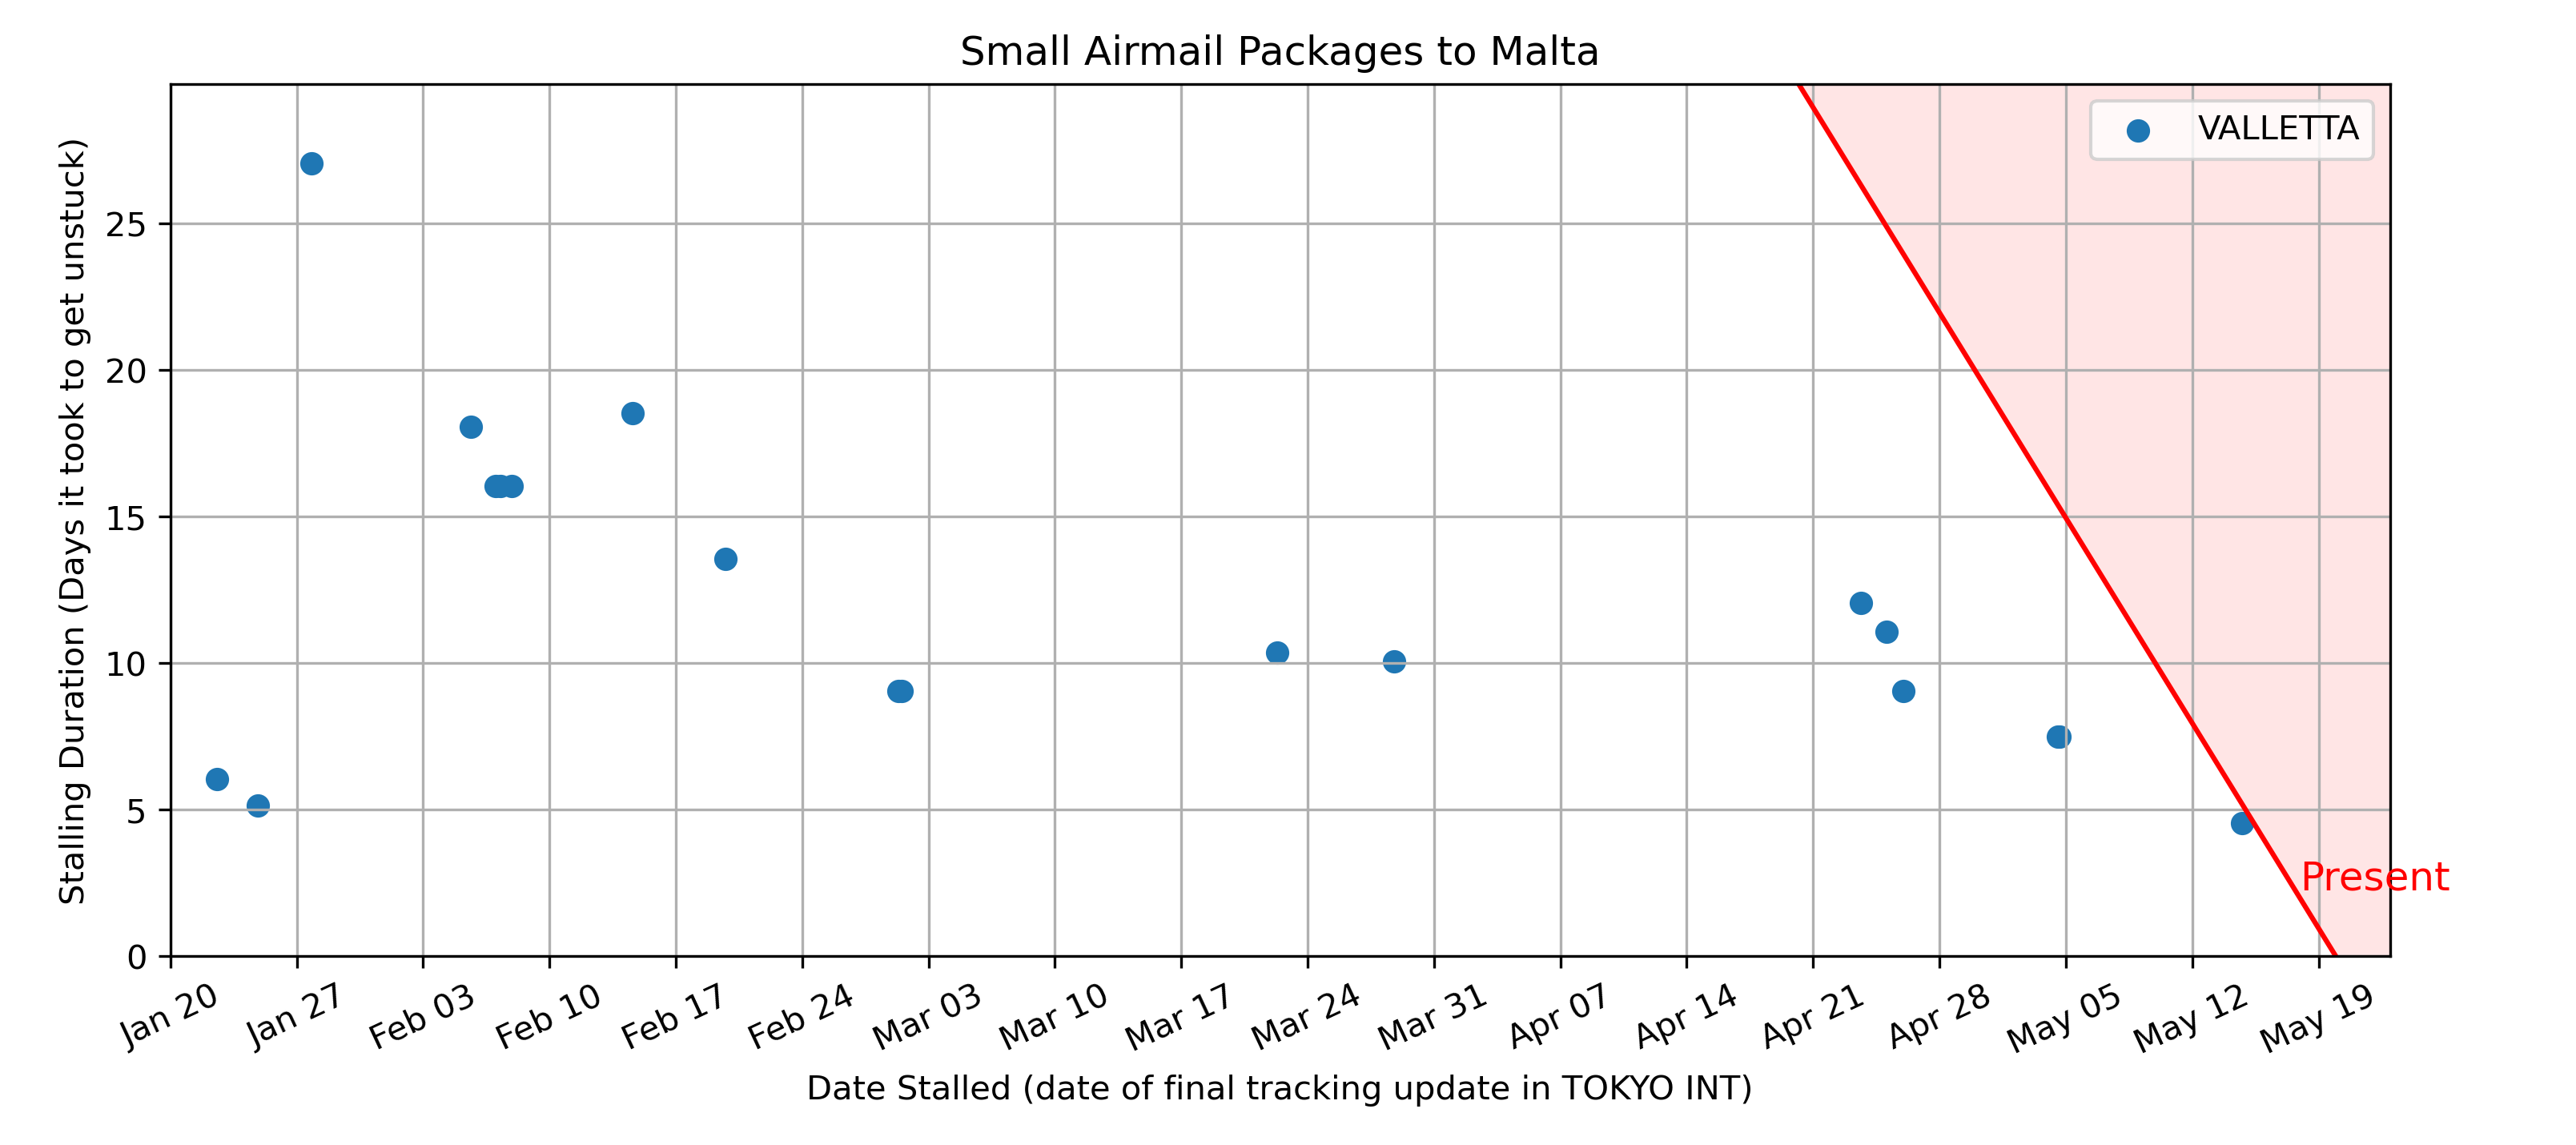 Small Airmail Packages to Malta
VALLETTA
Stalling Duration (Days it took to get unstuck)
25
20
15
10
5
0
Present
Jan 20
Jan 27
Feb 03
Feb 10
Feb 17
Feb 24
Mar 03
Mar 10
Mar 17
Mar 24
Mar 31
Apr 07
Apr 14
Apr 21
Apr 28
May 05
May 12
May 19
Date Stalled (date of final tracking update in TOKYO INT)